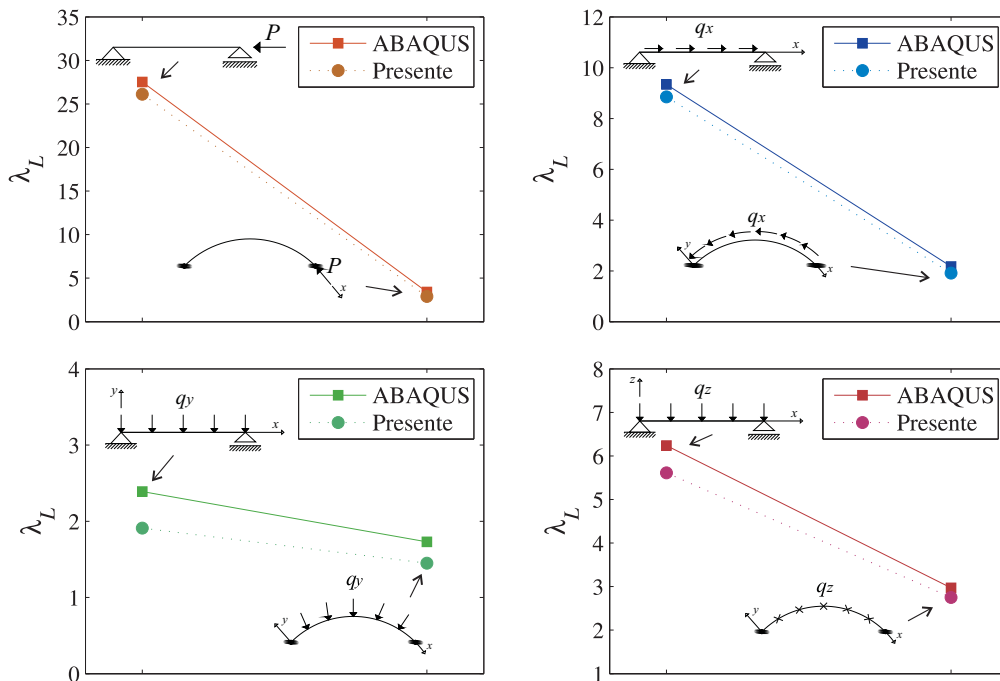 35
30
25
20
15
10
5
0
λL
P
ABAQUS
Presente
P
x
12
10
8
6
4
2
0
λL
qx
x
ABAQUS
Presente
qx
y
x
4
3
2
1
0
λL
y
qy
x
ABAQUS
Presente
qy
y
x
8
7
6
5
4
3
2
1
λL
z
qz
x
ABAQUS
Presente
qz
y
x